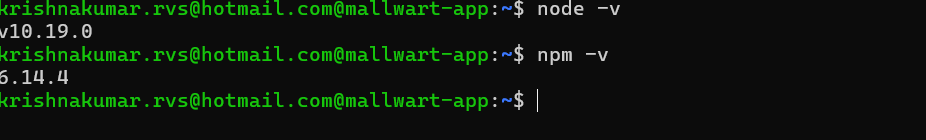 krishnakumar.rvs@hotmail.com@mallwart-app:~$ node -v
v10.19.0
krishnakumar.rvs@hotmail.com@mallwart-app:~$ npm -v
6.14.4
krishnakumar.rvs@hotmail.com@mallwart-app:~$